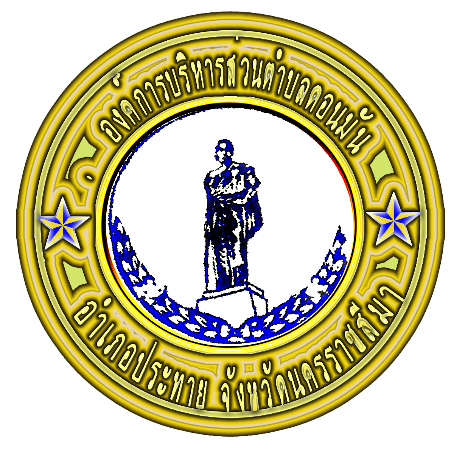 องค์การบริหารส่วนตำบลดอนมัน
อำเภอประทาย จังหวัดนครราชสีมา